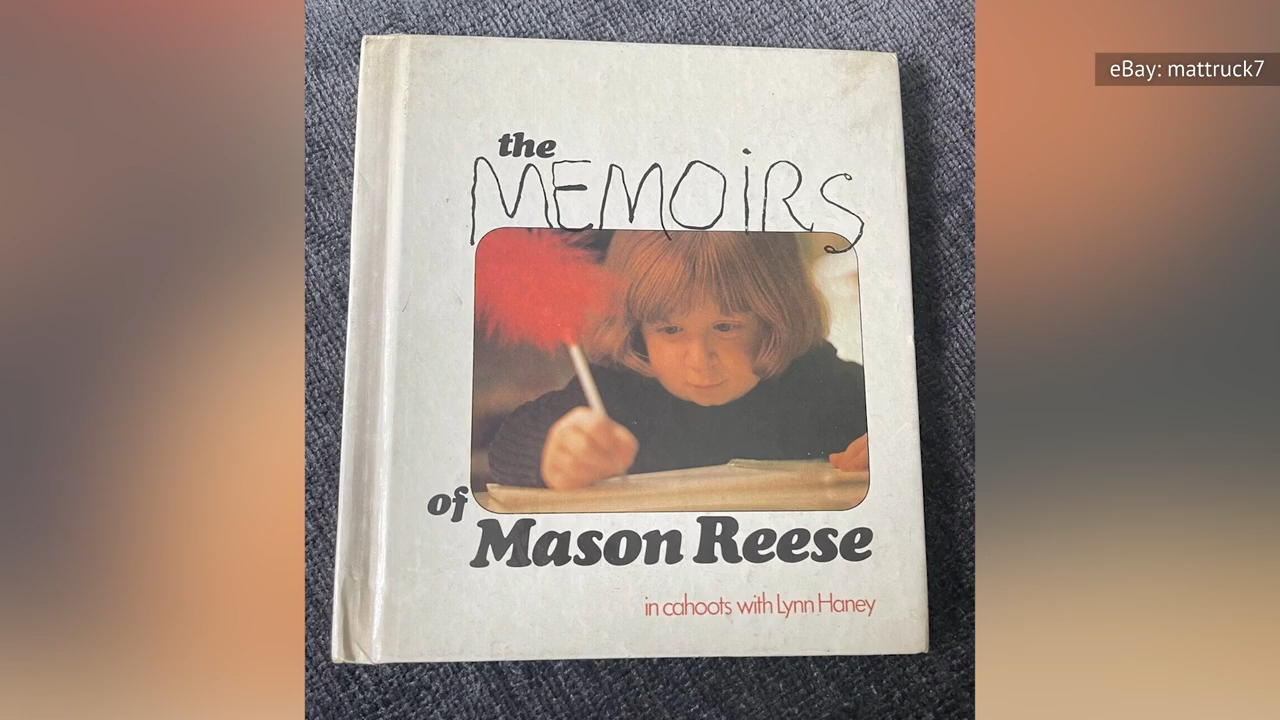 eBay: mattruck7
the
MEMOiRS
of
Mason Reese
in cahoots with Lynn Haney